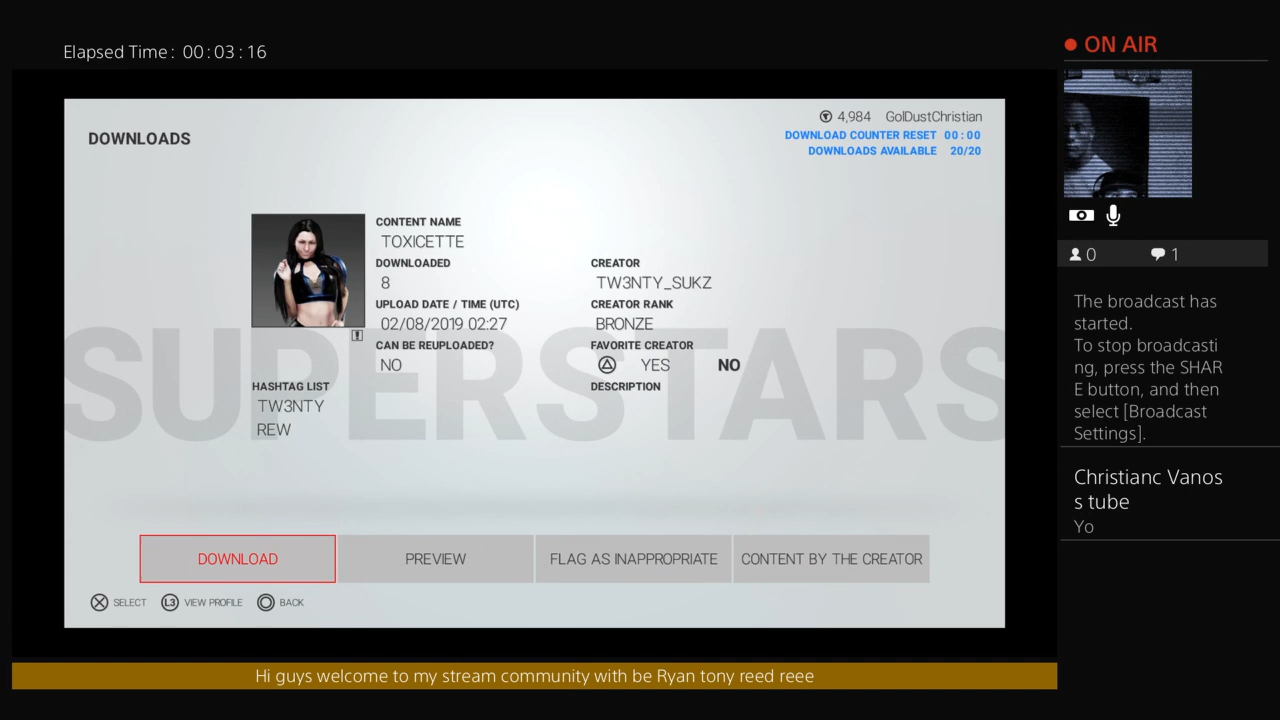 Elapsed Time: 00:03:16
ON AIR
4,984 GolDustChristian
DOWNLOADS
DOWNLOAD COUNTER RESET 00:00
DOWNLOADS AVAILABLE 20/20
CONTENT NAME
TOXICETTE
DOWNLOADED
8
CREATOR
TW3NTY_SUKZ
UPLOAD DATE / TIME (UTC)
02/08/2019 02:27
CREATOR RANK
BRONZE
CAN BE REUPLOADED?
NO
FAVORITE CREATOR
YES NO
HASHTAG LIST
TW3NTY
REW
DESCRIPTION
SUPERSTARS
DOWNLOAD
PREVIEW
FLAG AS INAPPROPRIATE
CONTENT BY THE CREATOR
SELECT L3 VIEW PROFILE BACK
0 1
The broadcast has
started.
To stop broadcasti
ng, press the SHAR
E button, and then
select [Broadcast
Settings].
Christianc Vanos
s tube
Yo
Hi guys welcome to my stream community with be Ryan tony reed reee